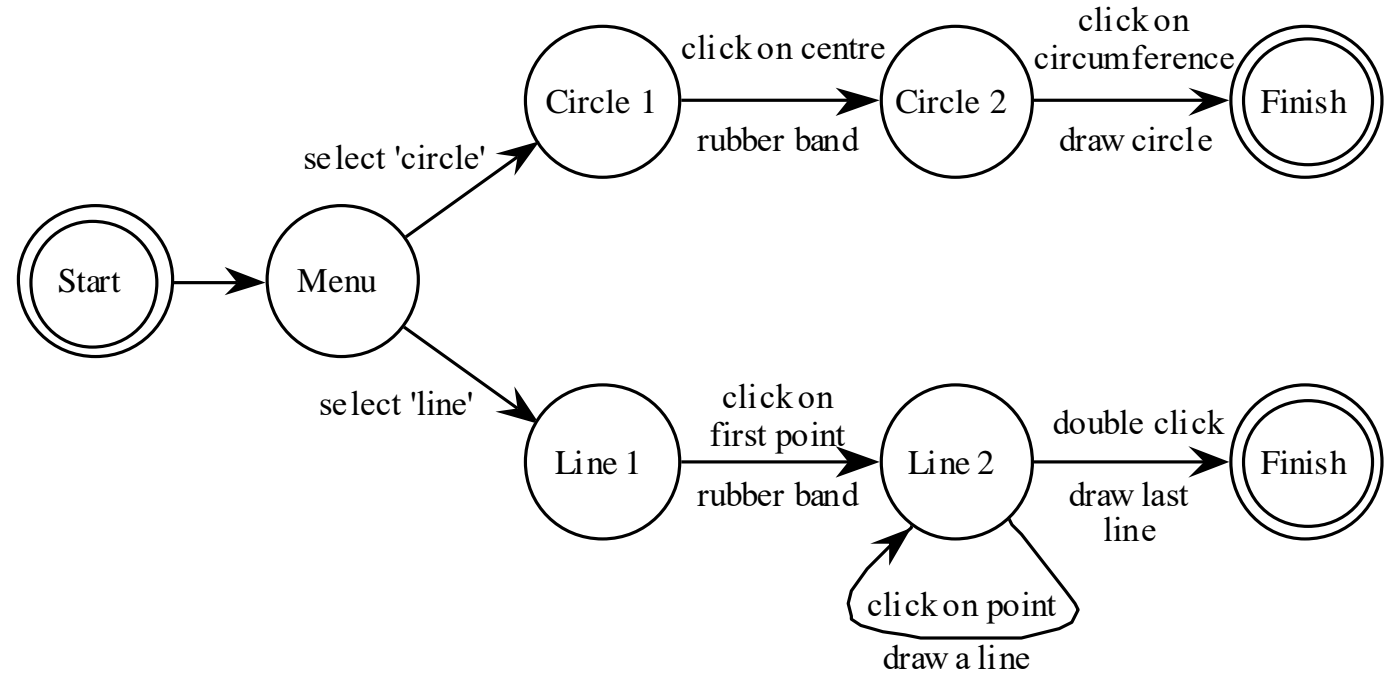 click on
circumference
click on centre
Circle 1
Circle 2
Finish
rubber band
draw circle
select 'circle'
Start
Menu
select 'line'
click on
first point
double click
Line 1
Line 2
Finish
rubber band
draw last
line
click on point
draw a line